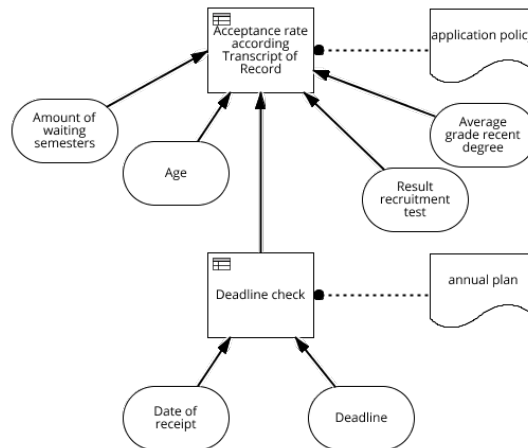 Acceptance rate
according
Transcript of
Record
application policy
Amount of
waiting
semesters
Average
grade recent
degree
Age
Result
recruitment
test
Deadline check
annual plan
Date of
receipt
Deadline